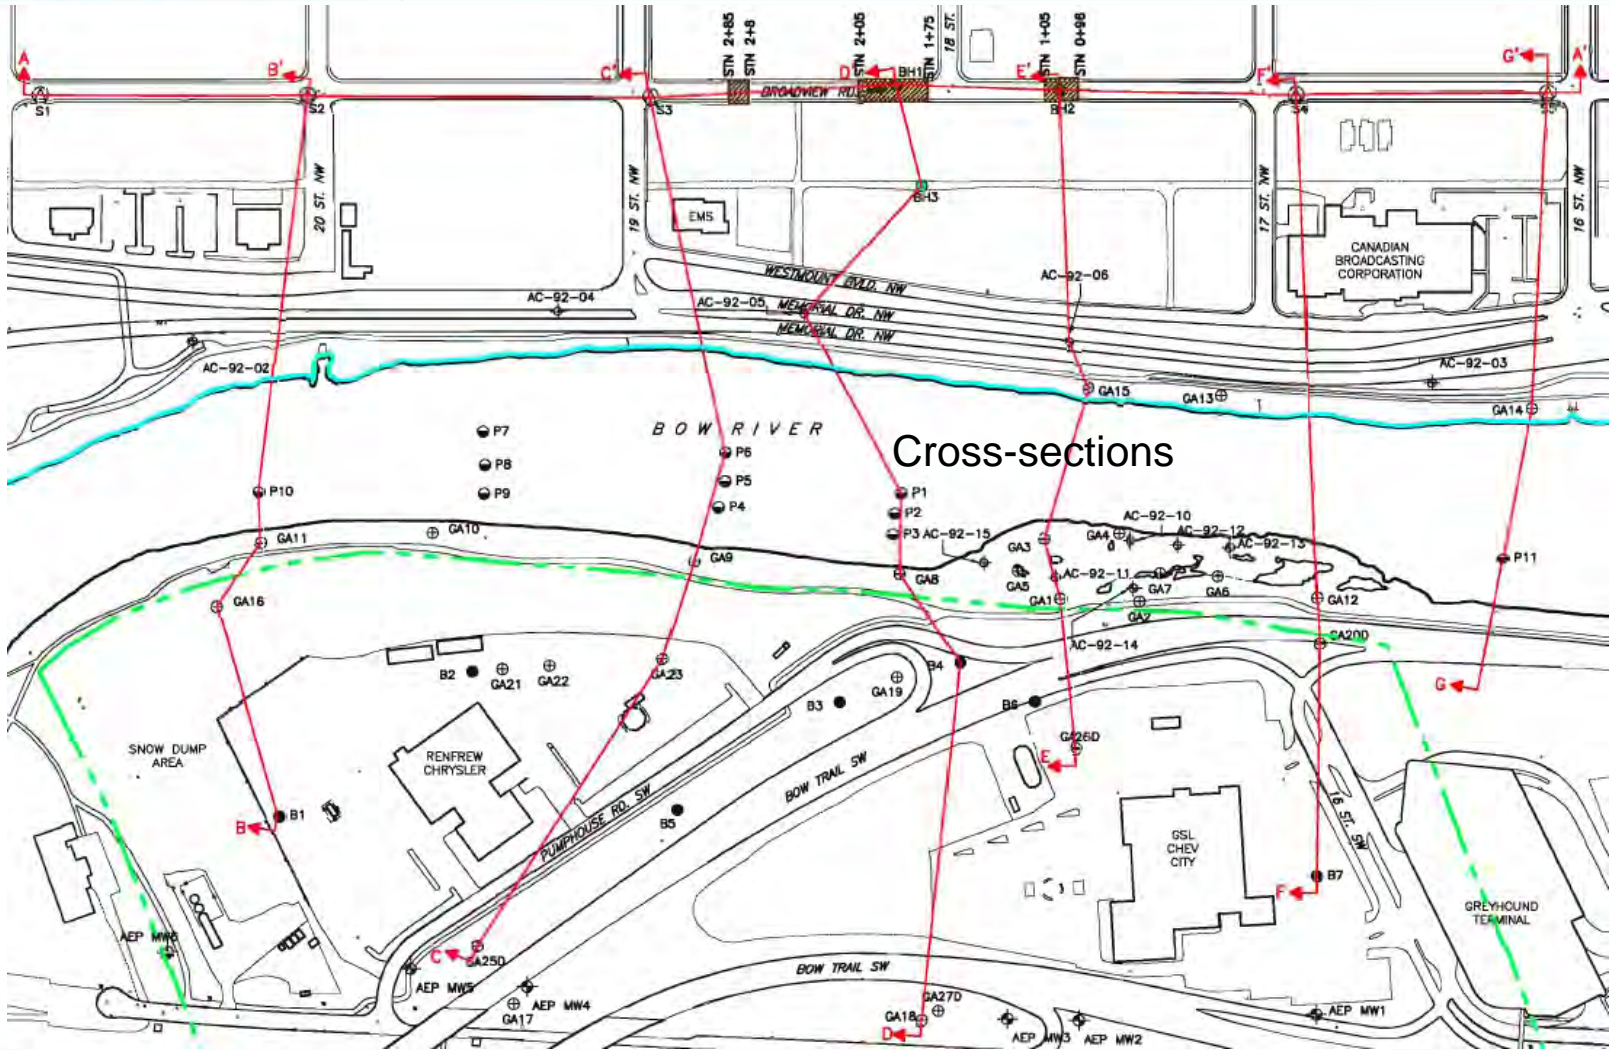 STN 2+85
STN 2+8
STN 2+05
STN 1+75
18 ST.
STN 1+05
STN 0+98
A
B'
C'
D'
BH1
E'
F'
G'
A'
S1
S2
S3
BROADVIEW RD.
BH2
S4
20 ST. NW
19 ST. NW
17 ST. NW
16 ST. NW
EMS
BH3
CANADIAN
BROADCASTING
CORPORATION
WESTMOUNT BVLD. NW
AC-92-06
AC-92-04
AC-92-05
MEMORIAL DR. NW
MEMORIAL DR. NW
AC-92-02
AC-92-03
GA15
GA13
GA14
BOW RIVER
Cross-sections
P7
P8
P9
P6
P5
P4
P10
P1
P2
P3
AC-92-15
AC-92-10
AC-92-12
AC-92-13
GA11
GA10
GA9
GA8
GA3
GA4
P11
GA5
AC-92-11
GA7
GA6
GA16
GA1
GA2
GA12
AC-92-14
GA20D
B2
GA21
GA22
GA23
B4
GA19
B3
B6
G
SNOW DUMP
AREA
RENFREW
CHRYSLER
GA26D
E
BOW TRAIL SW
PUMPHOUSE RD. SW
B
B1
B5
GSL
CHEV
CITY
16 ST. SW
B7
F
GREYHOUND
TERMINAL
AEP MW6
C
GA25D
AEP MW5
BOW TRAIL SW
GA17
AEP MW4
GA27D
GA18
D
AEP MW3
AEP MW2
AEP MW1